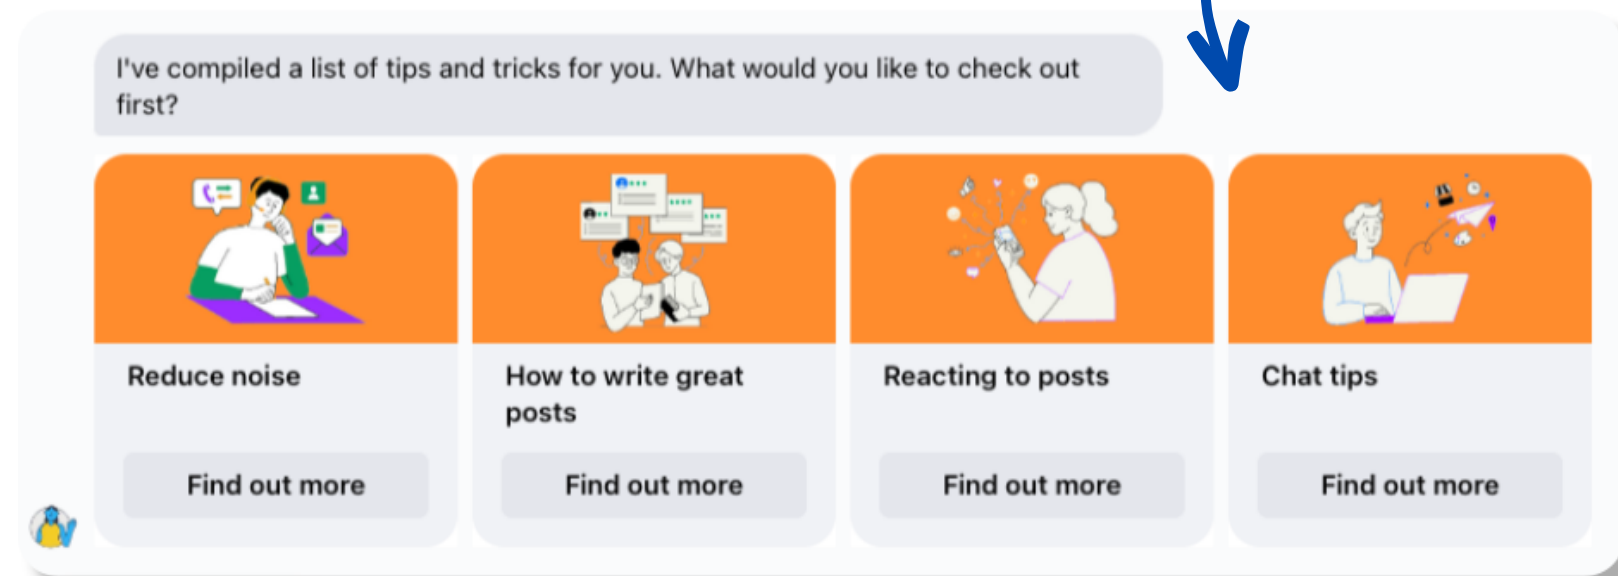 I've compiled a list of tips and tricks for you. What would you like to check out
first?
Reduce noise
Find out more
How to write great
posts
Find out more
Reacting to posts
Find out more
Chat tips
Find out more